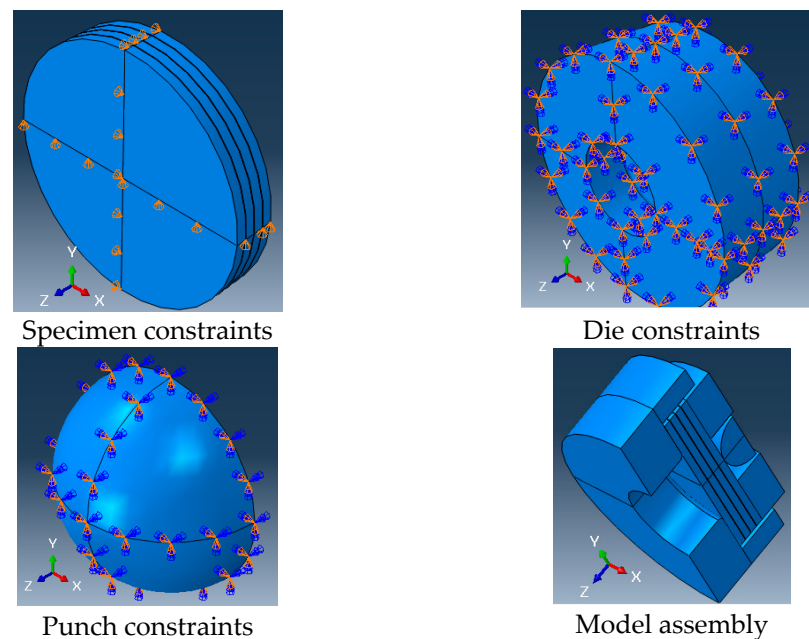 Y
Z X
Specimen constraints
Y
Z X
Die constraints
Y
Z X
Punch constraints
Y
Z X
Model assembly